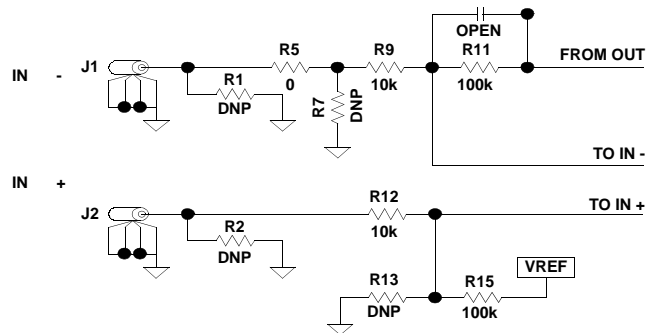 OPEN
J1
R5
R9
R11
FROM OUT
IN -
R1
0
10k
100k
DNP
R7
DNP
TO IN -
IN +
J2
R12
TO IN +
R2
10k
DNP
R13
R15
VREF
DNP
100k